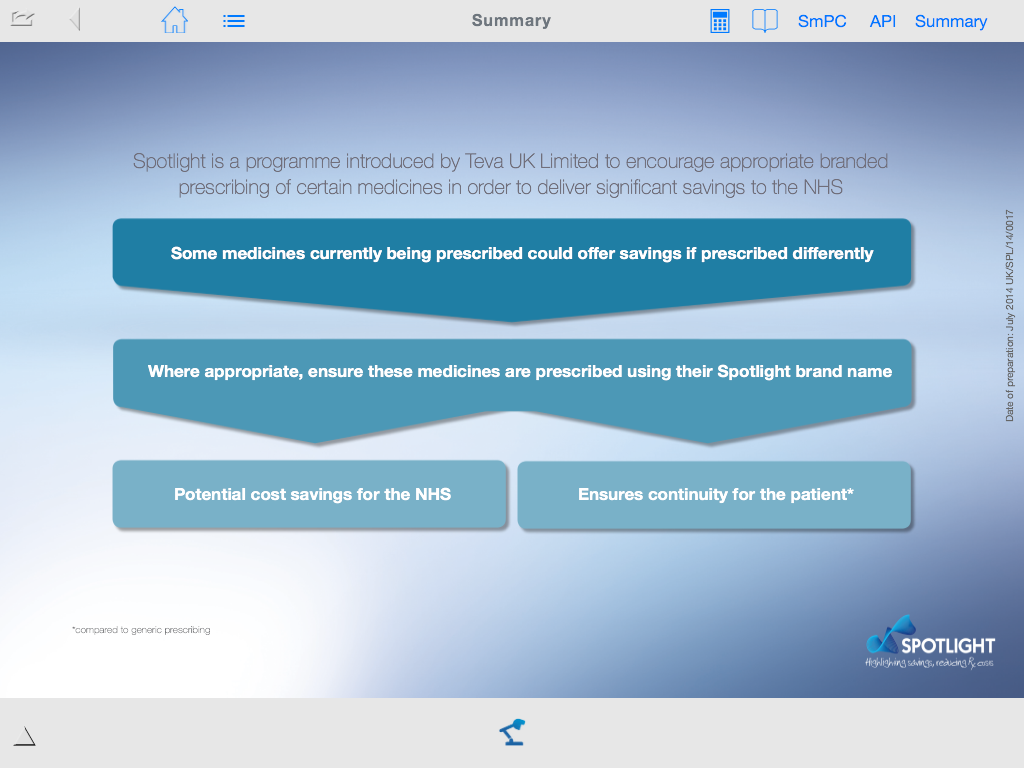 Summary
SmPC
API
Summary
Spotlight is a programme introduced by Teva UK Limited to encourage appropriate branded
prescribing of certain medicines in order to deliver significant savings to the NHS
Some medicines currently being prescribed could offer savings if prescribed differently
Where appropriate, ensure these medicines are prescribed using their Spotlight brand name
Potential cost savings for the NHS
Ensures continuity for the patient*
Date of preparation: July 2014 UK/SPL/14/0017
*compared to generic prescribing
SPOTLIGHT
Highlighting savings, reducing Rx costs